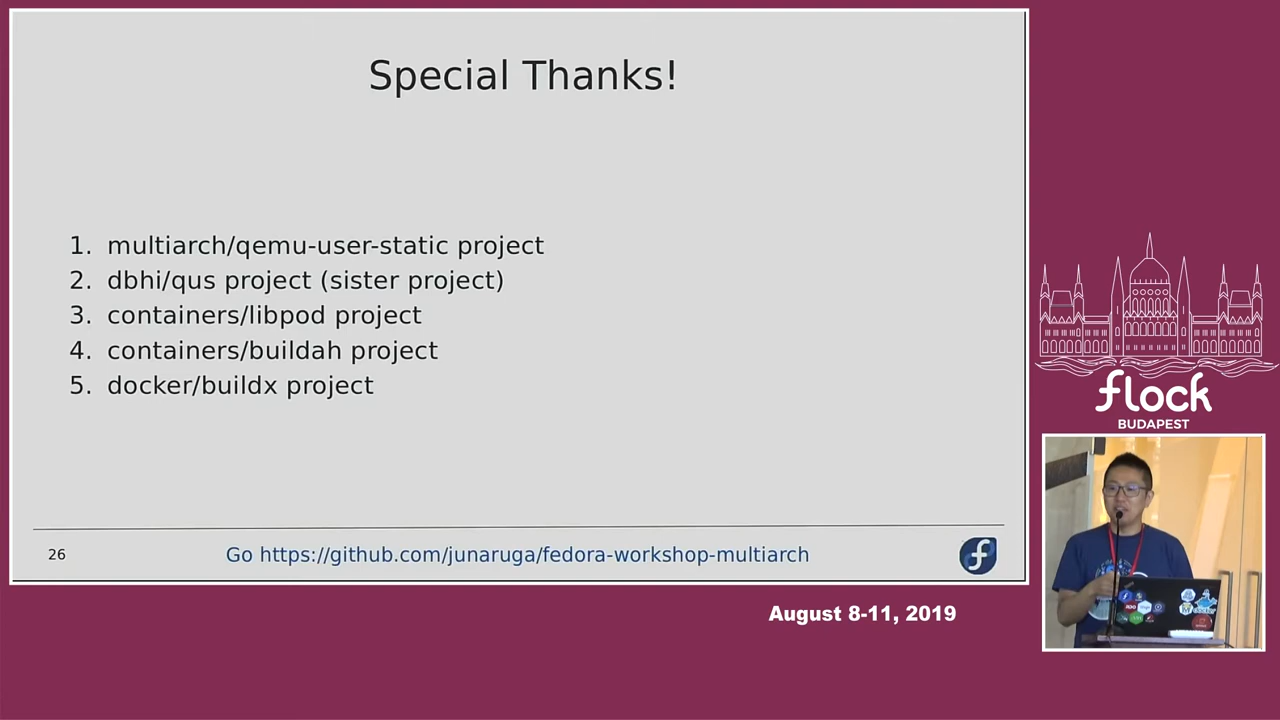 Special Thanks!
1. multiarch/qemu-user-static project
2. dbhi/qus project (sister project)
3. containers/libpod project
4. containers/buildah project
5. docker/buildx project
26
Go https://github.com/junaruga/fedora-workshop-multiarch
flock
BUDAPEST
August 8-11, 2019